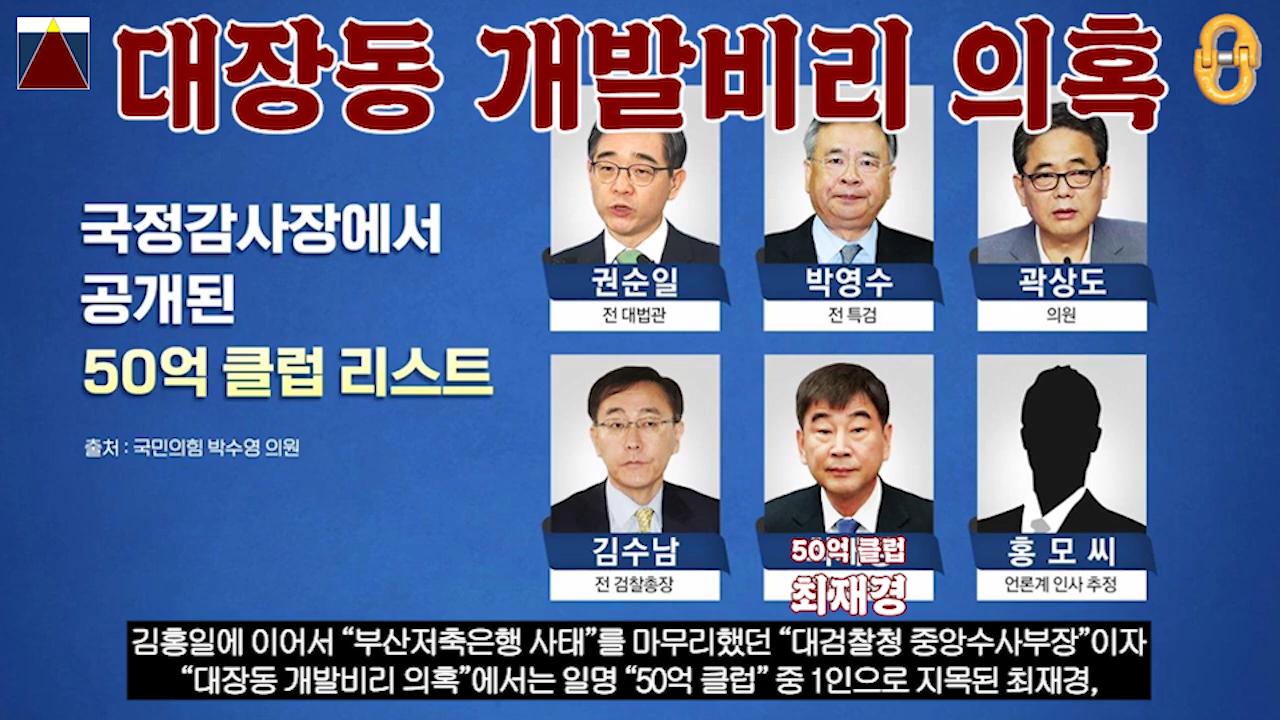 대장동 개발비리 의혹
국정감사장에서
공개된
50억 클럽 리스트
출처 : 국민의힘 박수영 의원
권순일
전 대법관
박영수
전 특검
곽상도
의원
김수남
전 검찰총장
50억 클럽
최재경
홍 모 씨
언론계 인사 추정
김홍일에 이어서 “부산저축은행 사태”를 마무리했던 “대검찰청 중앙수사부장”이자
“대장동 개발비리 의혹”에서는 일명 “50억 클럽” 중 1인으로 지목된 최재경,